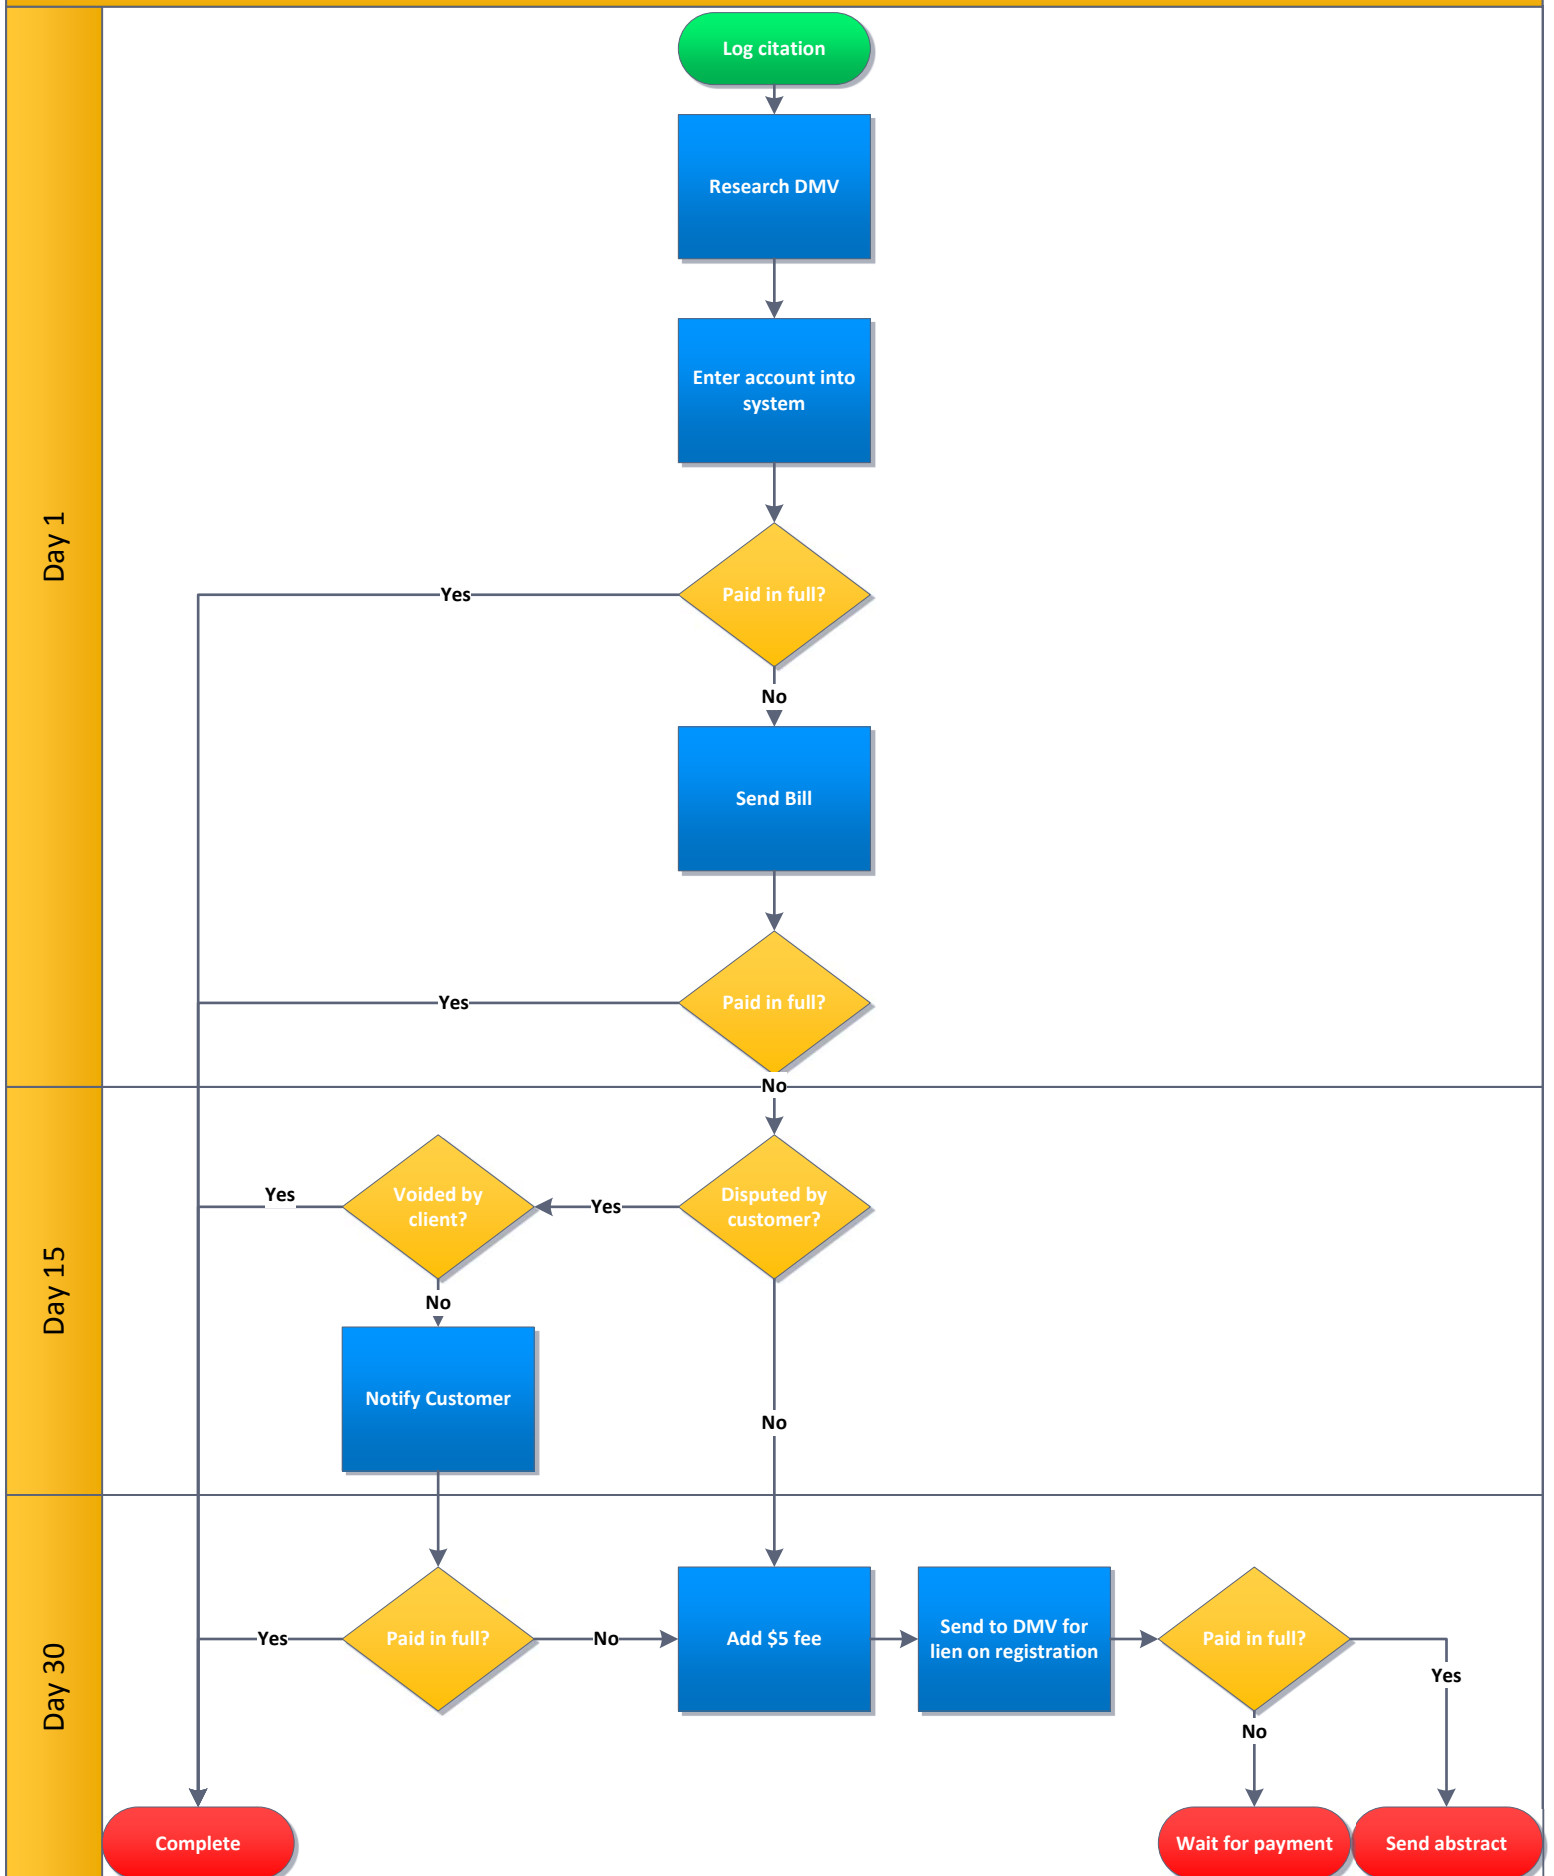 Log citation
Research DMV
Enter account into
system
Day 1
Paid in full?
Yes
No
Send Bill
Paid in full?
Yes
No
Day 15
Disputed by
customer?
Yes
Voided by
client?
Yes
No
Notify Customer
No
Day 30
Yes
Paid in full?
No
Add $5 fee
Send to DMV for
lien on registration
Paid in full?
Yes
No
Complete
Wait for payment
Send abstract